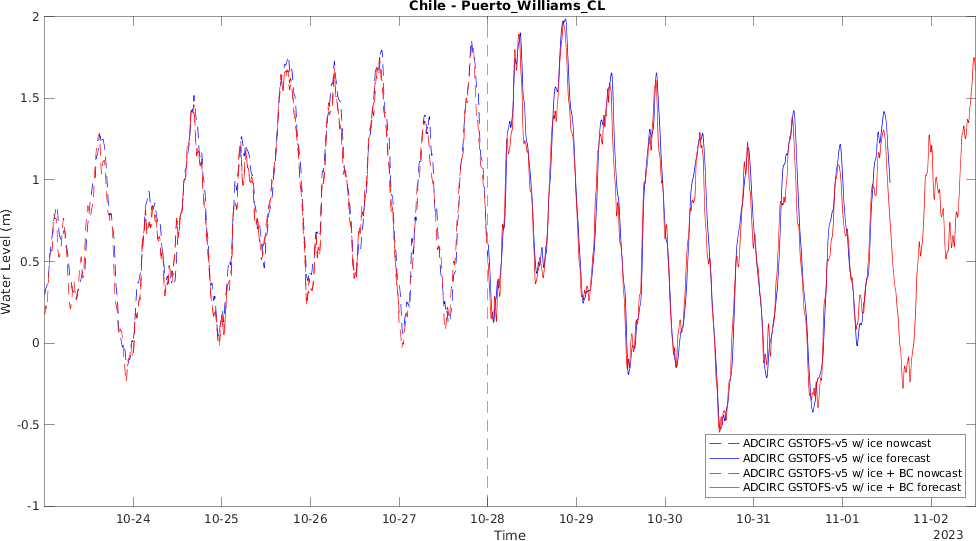 Chile - Puerto_Williams_CL
2
1.5
1
0.5
0
-0.5
-1
Water Level (m)
10-24 10-25 10-26 10-27 10-28 10-29 10-30 10-31 11-01 11-02
Time
2023
ADCIRC GSTOFS-v5 w/ ice nowcast
ADCIRC GSTOFS-v5 w/ ice forecast
ADCIRC GSTOFS-v5 w/ ice + BC nowcast
ADCIRC GSTOFS-v5 w/ ice + BC forecast